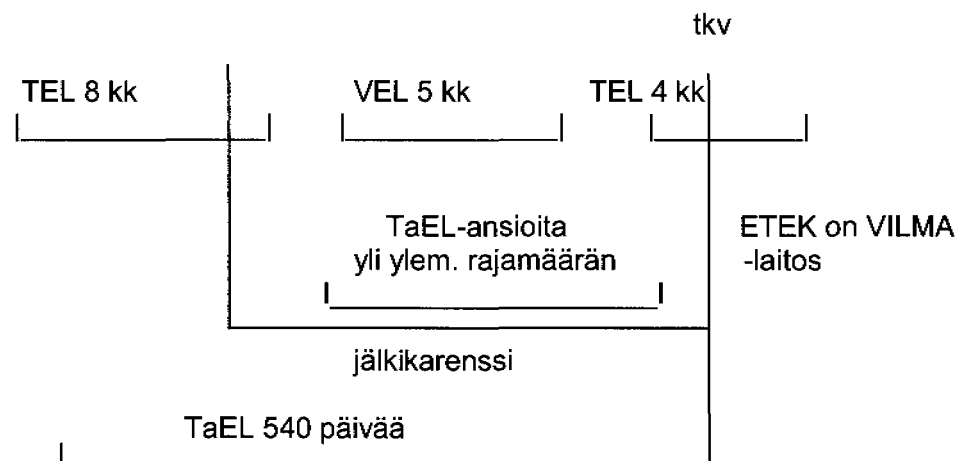 tkv
TEL 8 kk
VEL 5 kk
TEL 4 kk
TaEL-ansioita
yli ylem. rajamäärän
ETEK on VILMA
-laitos
jälkikarenssi
TaEL 540 päivää